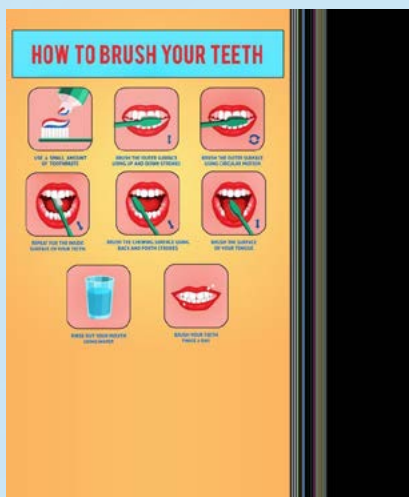 HOW TO BRUSH YOUR TEETH
USE A SMALL AMOUNT
OF TOOTHPASTE
BRUSH THE OUTER SURFACE
USING UP AND DOWN STROKES
BRUSH THE OUTER SURFACE
USING CIRCULAR MOTION
REPEAT FOR THE INSIDE
SURFACE OF YOUR TEETH
BRUSH THE CHEWING SURFACE USING
BACK AND FORTH STROKES
BRUSH THE SURFACE
OF YOUR TONGUE
RINSE OUT YOUR MOUTH
USING WATER
BRUSH YOUR TEETH
TWICE A DAY